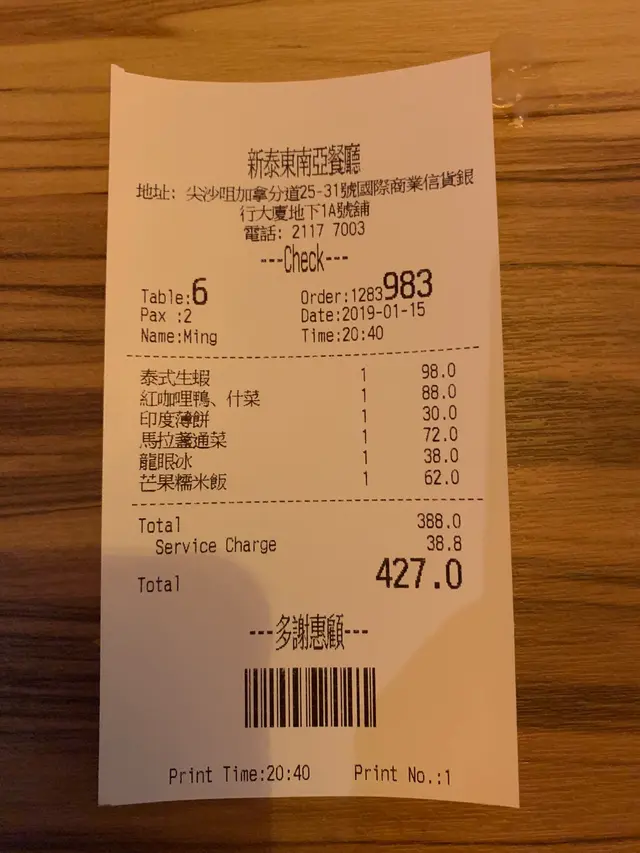 新泰東南亞餐廳
地址: 尖沙咀加拿分道25-31號國際商業信貨銀
行大廈地下1A號舖
電話: 2117 7003
---Check---
Table:6 Order:1283983
Pax :2 Date:2019-01-15
Name:Ming Time:20:40
泰式生蝦 1 98.0
紅咖哩鴨、什菜 1 88.0
印度薄餅 1 30.0
馬拉盞通菜 1 72.0
龍眼冰 1 38.0
芒果糯米飯 1 62.0
Total 388.0
Service Charge 38.8
Total 427.0
---多謝惠顧---
Print Time:20:40 Print No.:1